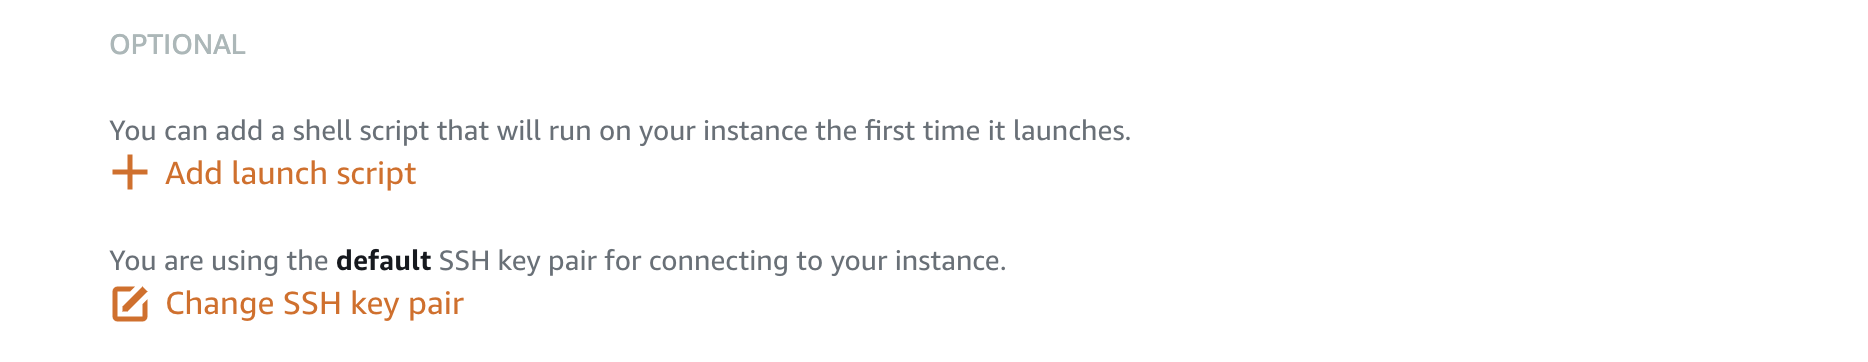 OPTIONAL
You can add a shell script that will run on your instance the first time it launches.
Add launch script
You are using the default SSH key pair for connecting to your instance.
Change SSH key pair